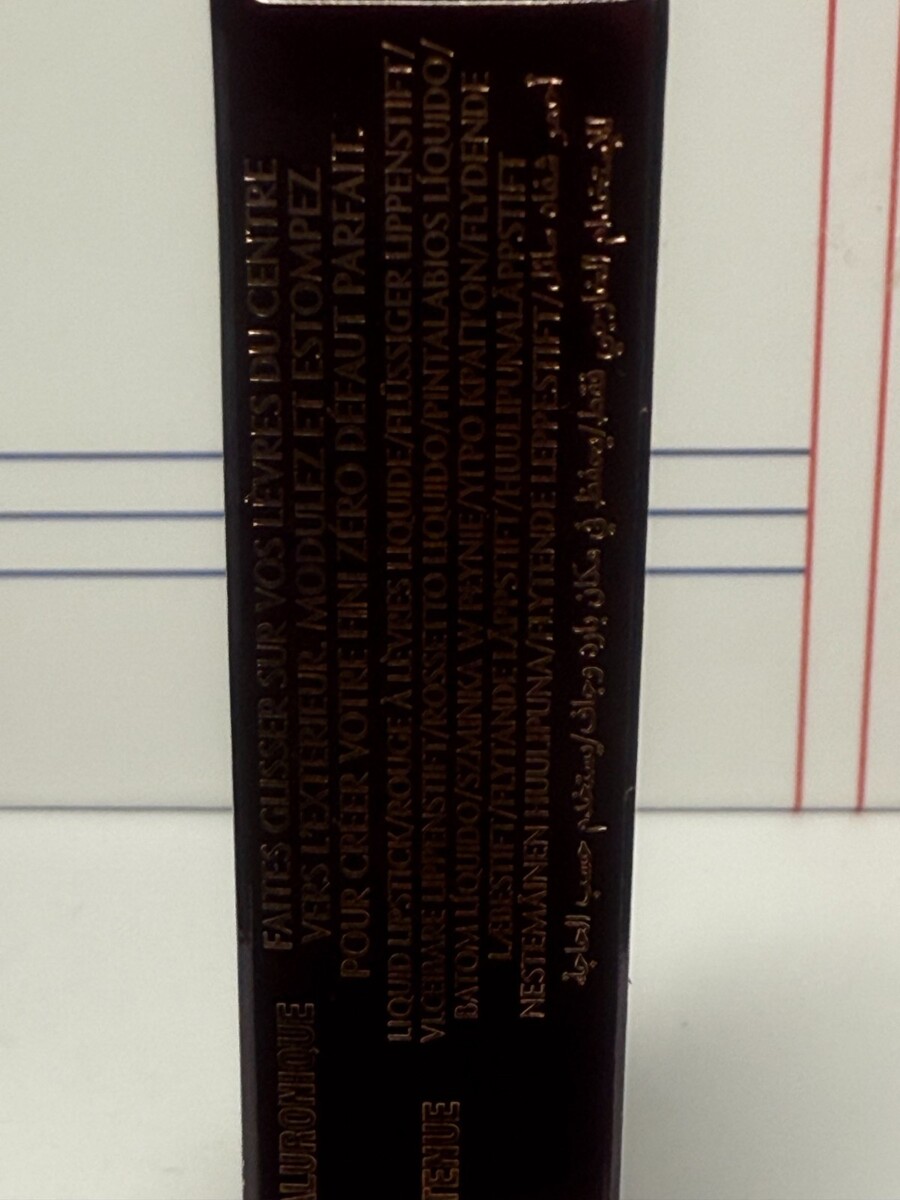 FAITES GLISSER SUR VOS LÈVRES DU CENTRE
VERS L'EXTÉRIEUR. MODULEZ ET ESTOMPEZ
POUR CRÉER VOTRE FINI ZÉRO DÉFAUT PARFAIT.
LIQUID LIPSTICK/ROUGE À LÈVRES LIQUIDE/FLÜSSIGER LIPPENSTIFT/
VLOEIBARE LIPPENSTIFT/ROSSETTO LIQUIDO/PINTALABIOS LÍQUIDO/
BATOM LÍQUIDO/SZMINKA W PŁYNIE/ΥΓΡΟ ΚΡΑΓΙΟΝ/FLYDENDE
LÆBESTIFT/FLYTANDE LÄPPSTIFT/HUULIPUNALÄPPSTIFT
NESTEMÄINEN HUULIPUNA/FLYTENDE LEPPESTIFT/أحمر شفاه سائل
للإستخدام الخارجي فقط/يحفظ في مكان بارد وجاف/يستخدم حسب الحاجة
ALURONIQUE
TENUE